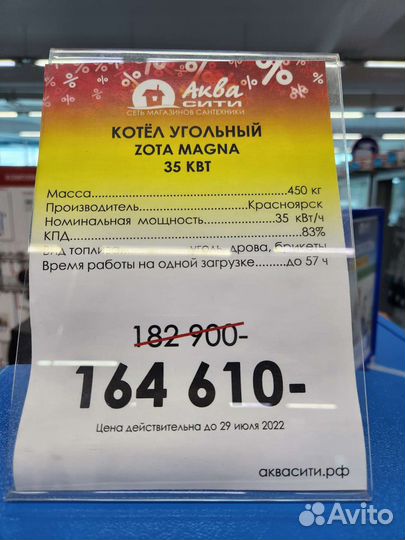 Аква
СИТИ
СЕТЬ МАГАЗИНОВ САНТЕХНИКИ
КОТЁЛ УГОЛЬНЫЙ
ZOTA MAGNA
35 КВТ
Масса...450 кг
Производитель...Красноярск
Номинальная мощность...35 кВт/ч
КПД...83%
Вид топлива...уголь, дрова, брикеты
Время работы на одной загрузке...до 57 ч
182 900-
164 610-
Цена действительна до 29 июля 2022
аквасити.рф
Avito